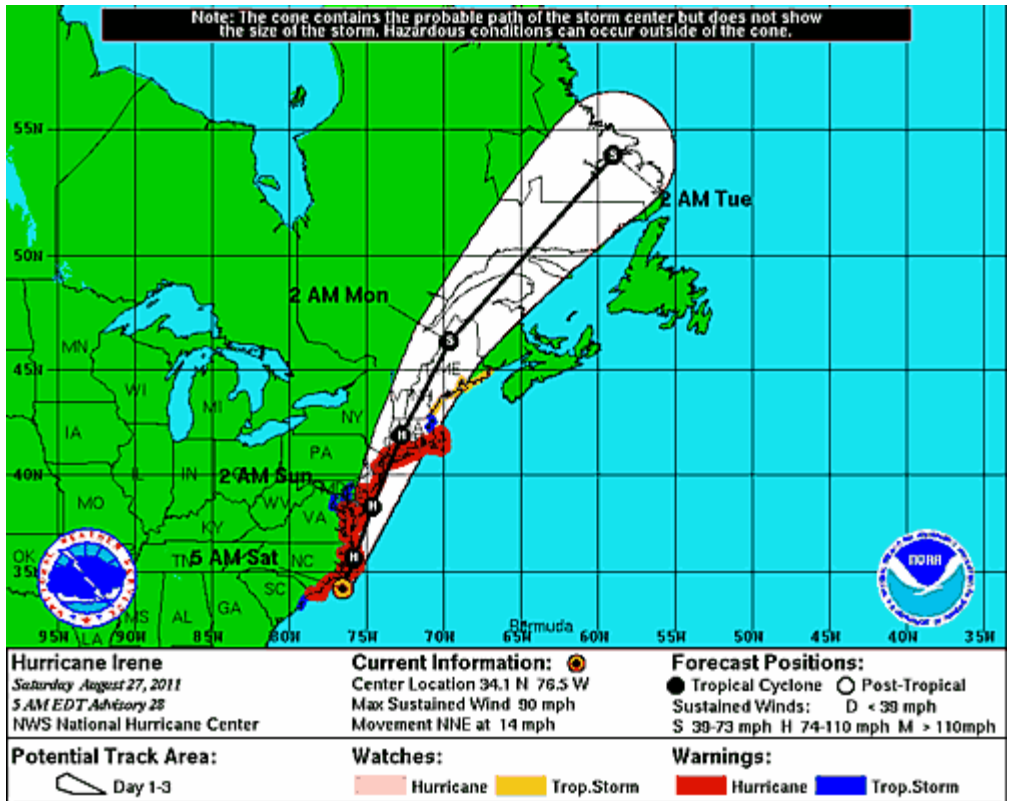 Note: The cone contains the probable path of the storm center but does not show
the size of the storm. Hazardous conditions can occur outside of the cone.
55N
2 AM Tue
50N
2 AM Mon
MN
45N
ME
WI
MI
NY
IA
PA
40N
2 AM Sun
IL
IN
MO
WV
VA
KY
OK
TN
5 AM Sat
NC
35N
SC
NOAA
MS
AL
GA
Bermuda
95W 90W 85W 80W 75W 70W 65W 60W 55W 50W 45W 40W 35W
LA
Hurricane Irene
Saturday August 27, 2011
5 AM EDT Advisory 28
NWS National Hurricane Center
Current Information:
Center Location 34.1 N 76.5 W
Max Sustained Wind 90 mph
Movement NNE at 14 mph
Forecast Positions:
Tropical Cyclone Post-Tropical
Sustained Winds: D < 39 mph
S 39-73 mph H 74-110 mph M > 110mph
Potential Track Area:
Day 1-3
Watches:
Hurricane Trop.Storm
Warnings:
Hurricane Trop.Storm